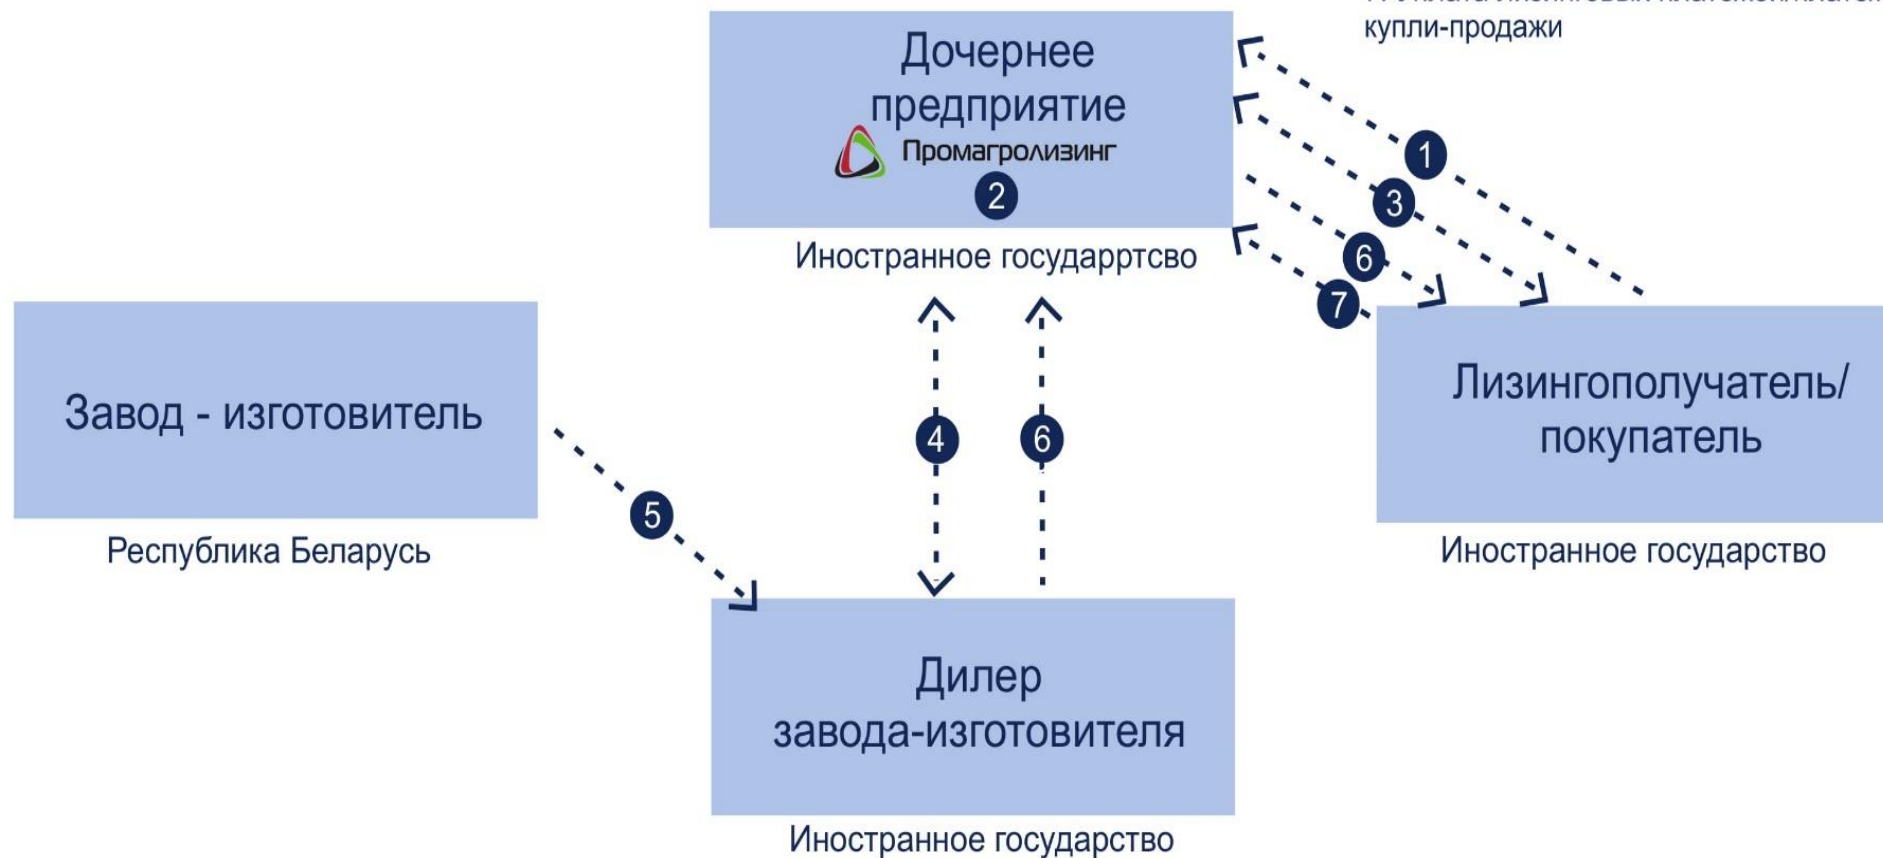 купли-продажи
Дочернее
предприятие
Промагролизинг
2
Иностранное государртсво
1
3
6
7
Завод - изготовитель
Республика Беларусь
Лизингополучатель/
покупатель
Иностранное государство
4
6
5
Дилер
завода-изготовителя
Иностранное государство